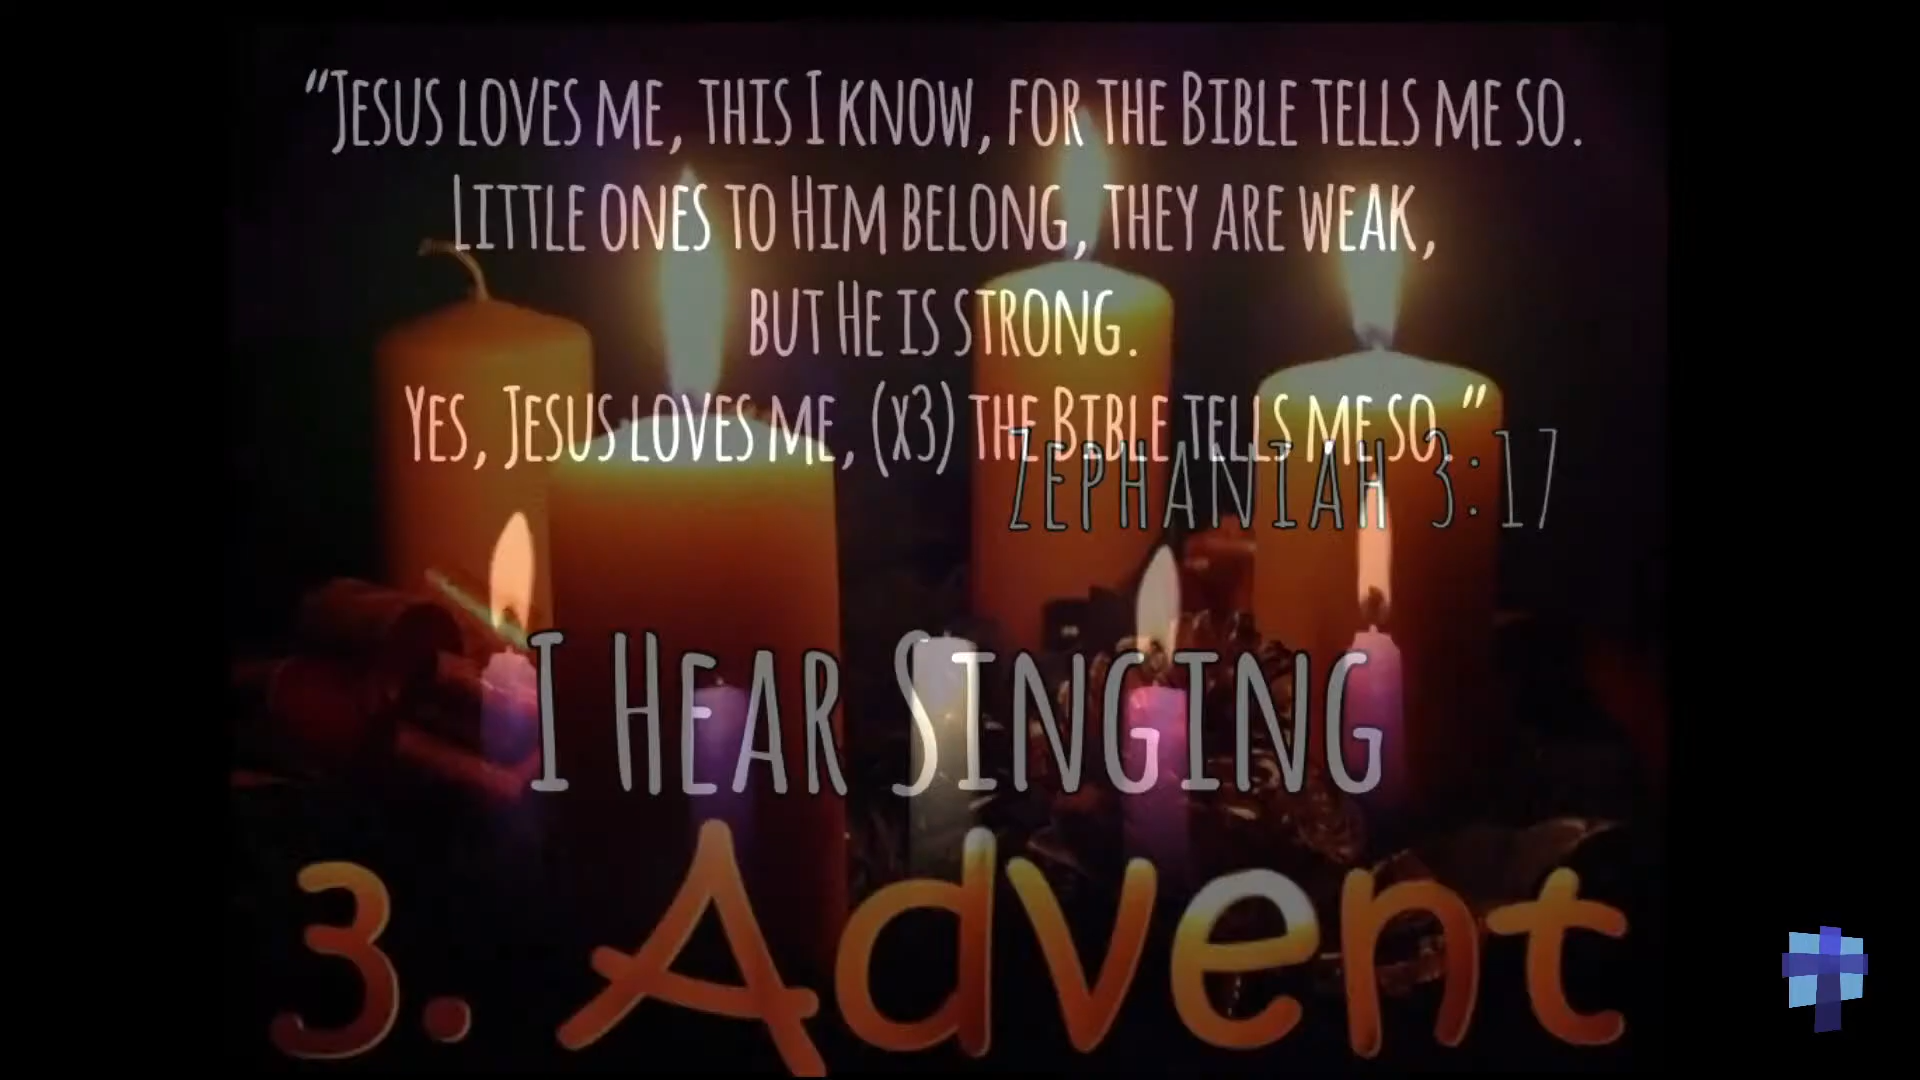 “Jesus loves me, this I know, for the Bible tells me so.
Little ones to Him belong, they are weak,
but He is strong.
Yes, Jesus loves me, (x3) the Bible tells me so.”
Zephaniah 3:17
I Hear Singing
3. Advent